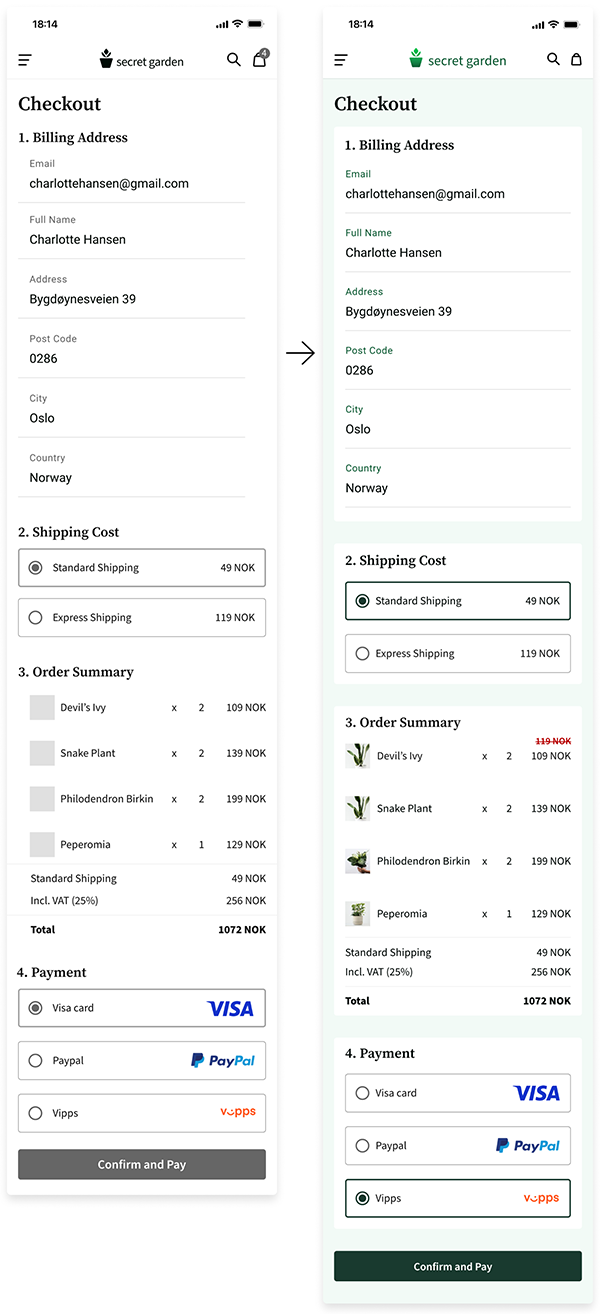 18:14
secret garden
4
Checkout
1. Billing Address
Email
charlottehansen@gmail.com
Full Name
Charlotte Hansen
Address
Bygdøynesveien 39
Post Code
0286
City
Oslo
Country
Norway
2. Shipping Cost
Standard Shipping 49 NOK
Express Shipping 119 NOK
3. Order Summary
Devil's Ivy x 2 109 NOK
Snake Plant x 2 139 NOK
Philodendron Birkin x 2 199 NOK
Peperomia x 1 129 NOK
Standard Shipping 49 NOK
Incl. VAT (25%) 256 NOK
Total 1072 NOK
4. Payment
Visa card VISA
Paypal PayPal
Vipps vipps
Confirm and Pay
18:14
secret garden
Checkout
1. Billing Address
Email
charlottehansen@gmail.com
Full Name
Charlotte Hansen
Address
Bygdøynesveien 39
Post Code
0286
City
Oslo
Country
Norway
2. Shipping Cost
Standard Shipping 49 NOK
Express Shipping 119 NOK
3. Order Summary
119 NOK
Devil's Ivy x 2 109 NOK
Snake Plant x 2 139 NOK
Philodendron Birkin x 2 199 NOK
Peperomia x 1 129 NOK
Standard Shipping 49 NOK
Incl. VAT (25%) 256 NOK
Total 1072 NOK
4. Payment
Visa card VISA
Paypal PayPal
Vipps vipps
Confirm and Pay